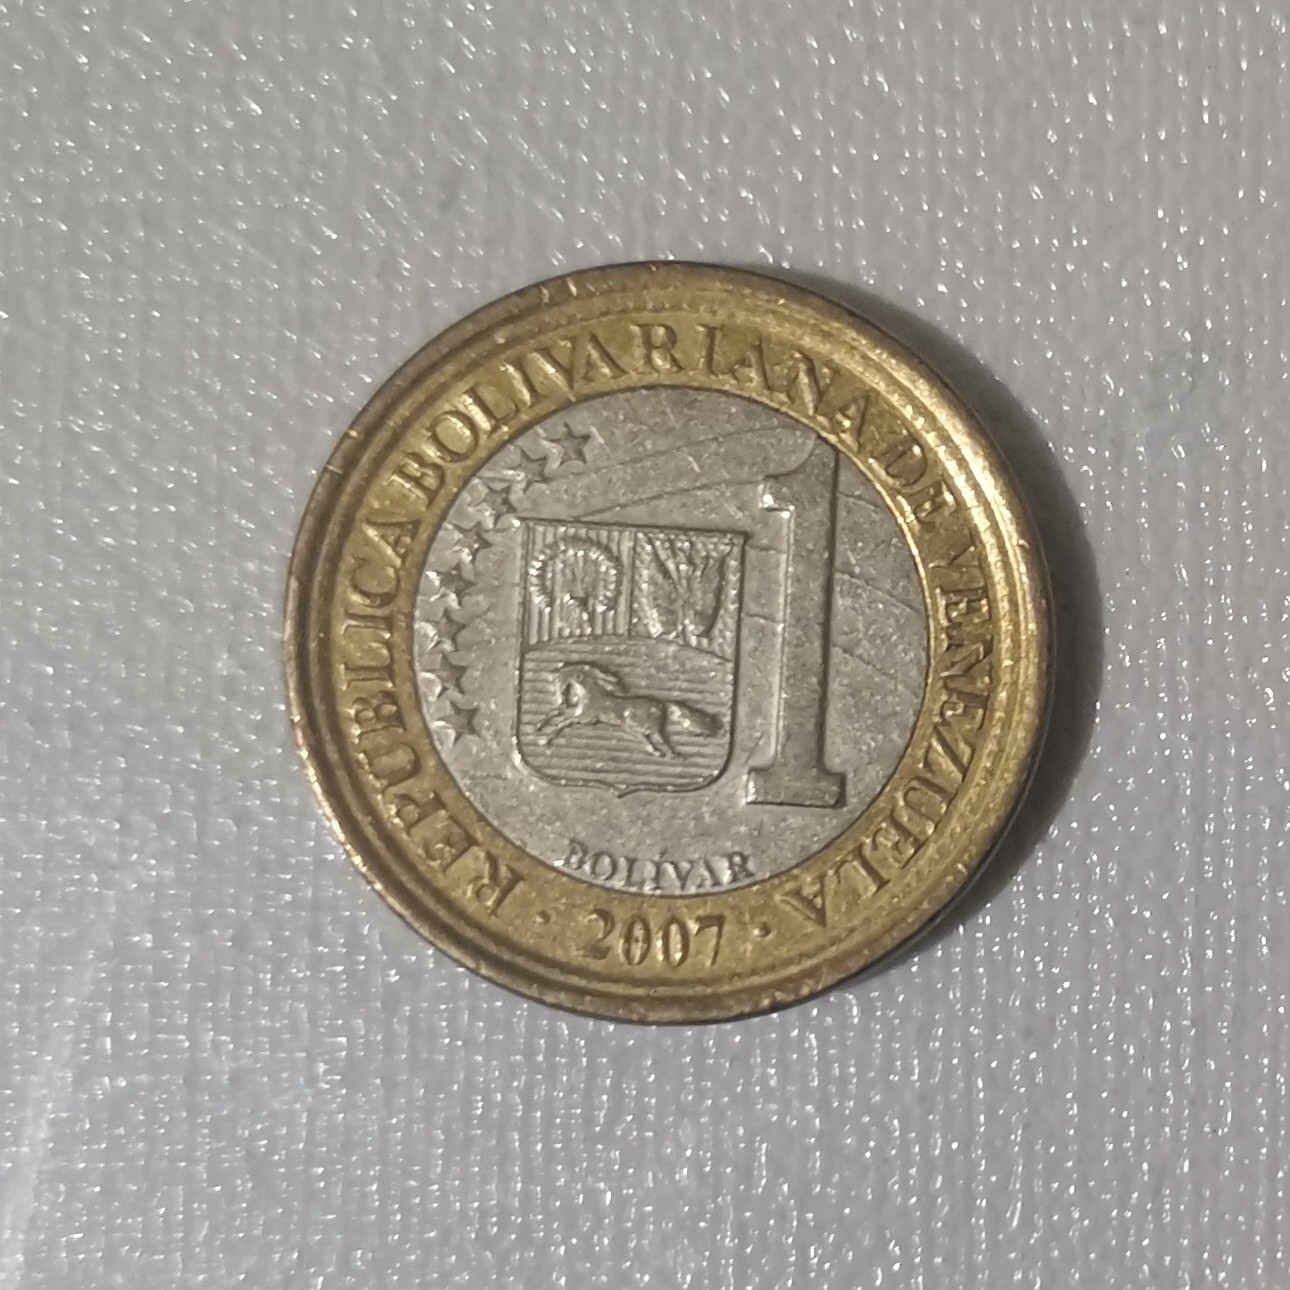 REPUBLICA BOLIVARIANA DE VENEZUELA
1
BOLÍVAR
· 2007 ·